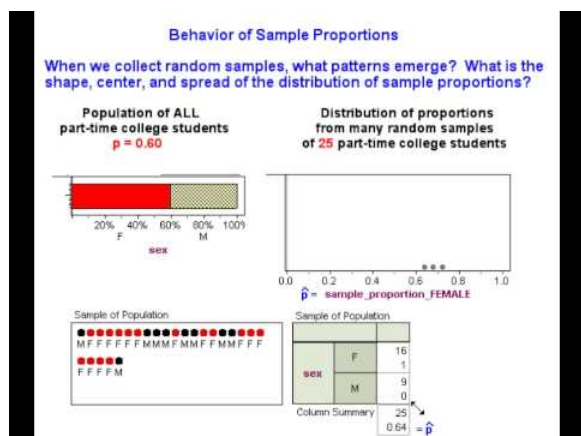 Behavior of Sample Proportions
When we collect random samples, what patterns emerge? What is the
shape, center, and spread of the distribution of sample proportions?
Population of ALL
part-time college students
p = 0.60
Distribution of proportions
from many random samples
of 25 part-time college students
20% 40% 60% 80% 100%
F M
sex
0.0 0.2 0.4 0.6 0.8 1.0
p̂ = sample_proportion_FEMALE
Sample of Population
M F F F F F F M M M F M M F F M M F F F
F F F F M
Sample of Population
sex
F
16
1
M
9
0
Column Summary
25
0.64 = p̂